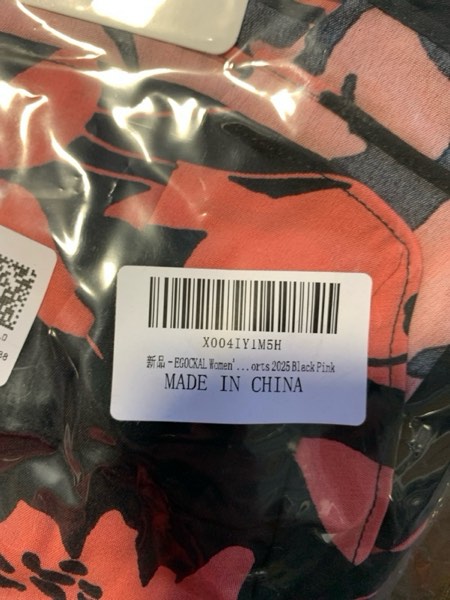 X004IY1M5H
新品 - EGOCKAL Women'...orts 2025 Black Pink
MADE IN CHINA